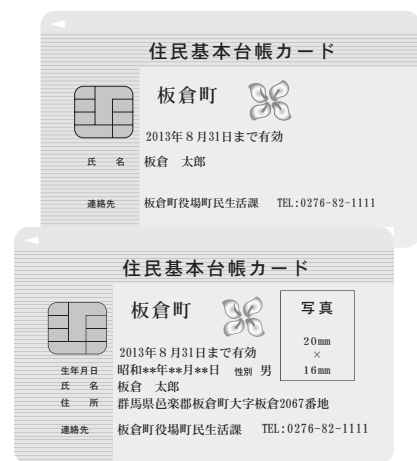 住民基本台帳カード
板倉町
2013年8月31日まで有効
氏 名 板倉 太郎
連絡先 板倉町役場町民生活課 TEL:0276-82-1111
住民基本台帳カード
板倉町
写真
20mm
×
16mm
2013年8月31日まで有効
生年月日 昭和**年**月**日 性別 男
氏 名 板倉 太郎
住 所 群馬県邑楽郡板倉町大字板倉2067番地
連絡先 板倉町役場町民生活課 TEL:0276-82-1111